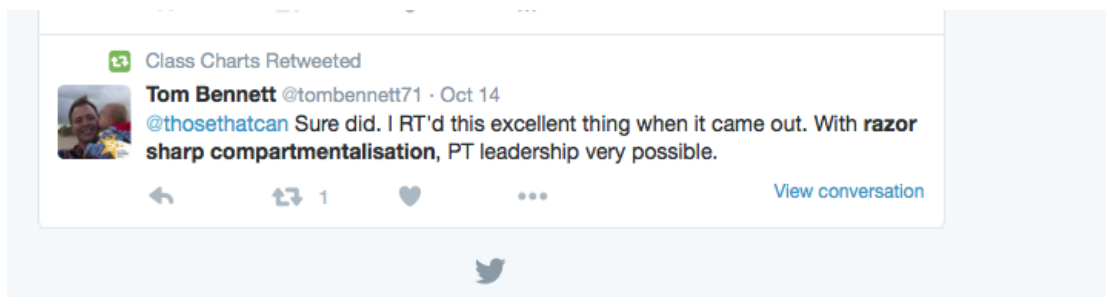 Class Charts Retweeted
Tom Bennett @tombennett71 · Oct 14
@thosethatcan Sure did. I RT'd this excellent thing when it came out. With razor
sharp compartmentalisation, PT leadership very possible.
1
View conversation